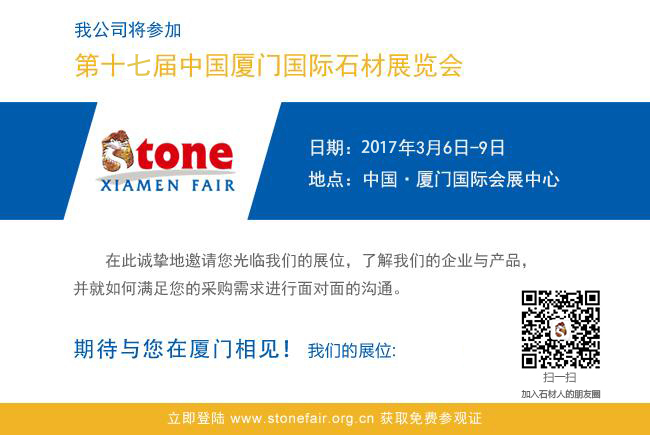 我公司将参加
第十七届中国厦门国际石材展览会
Stone
XIAMEN FAIR
日期：2017年3月6日-9日
地点：中国·厦门国际会展中心
在此诚挚地邀请您光临我们的展位，了解我们的企业与产品，
并就如何满足您的采购需求进行面对面的沟通。
期待与您在厦门相见！ 我们的展位:
扫一扫
加入石材人的朋友圈
立即登陆 www.stonefair.org.cn 获取免费参观证